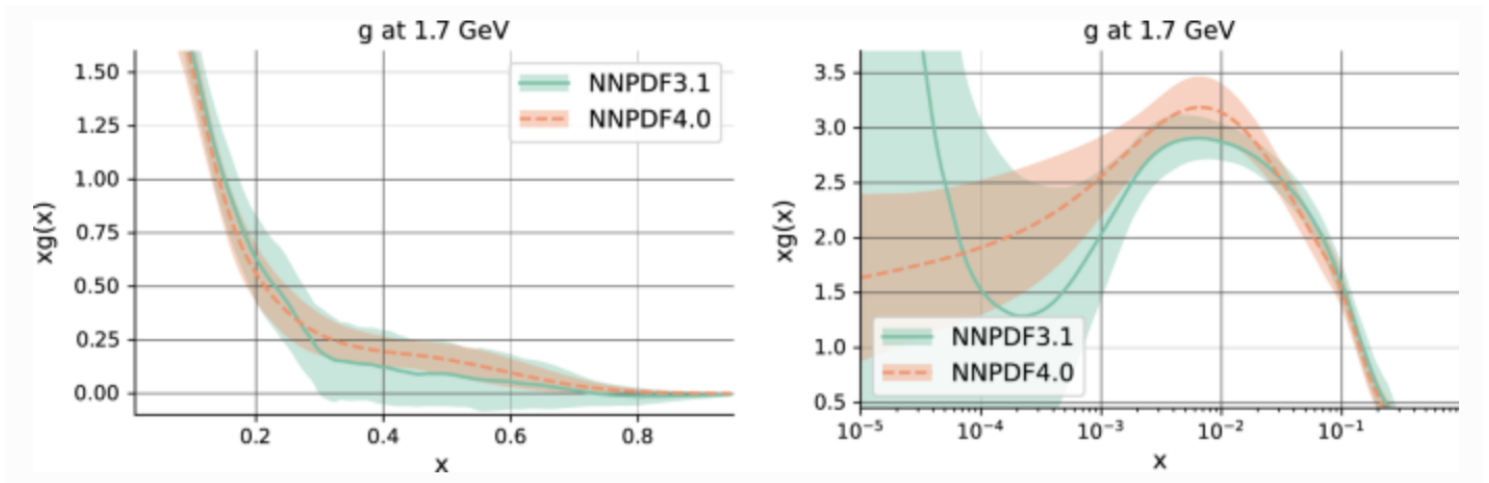 g at 1.7 GeV
NNPDF3.1
NNPDF4.0
xg(x)
1.50
1.25
1.00
0.75
0.50
0.25
0.00
0.2 0.4 0.6 0.8
x
g at 1.7 GeV
xg(x)
3.5
3.0
2.5
2.0
1.5
1.0
0.5
NNPDF3.1
NNPDF4.0
10⁻⁵ 10⁻⁴ 10⁻³ 10⁻² 10⁻¹
x